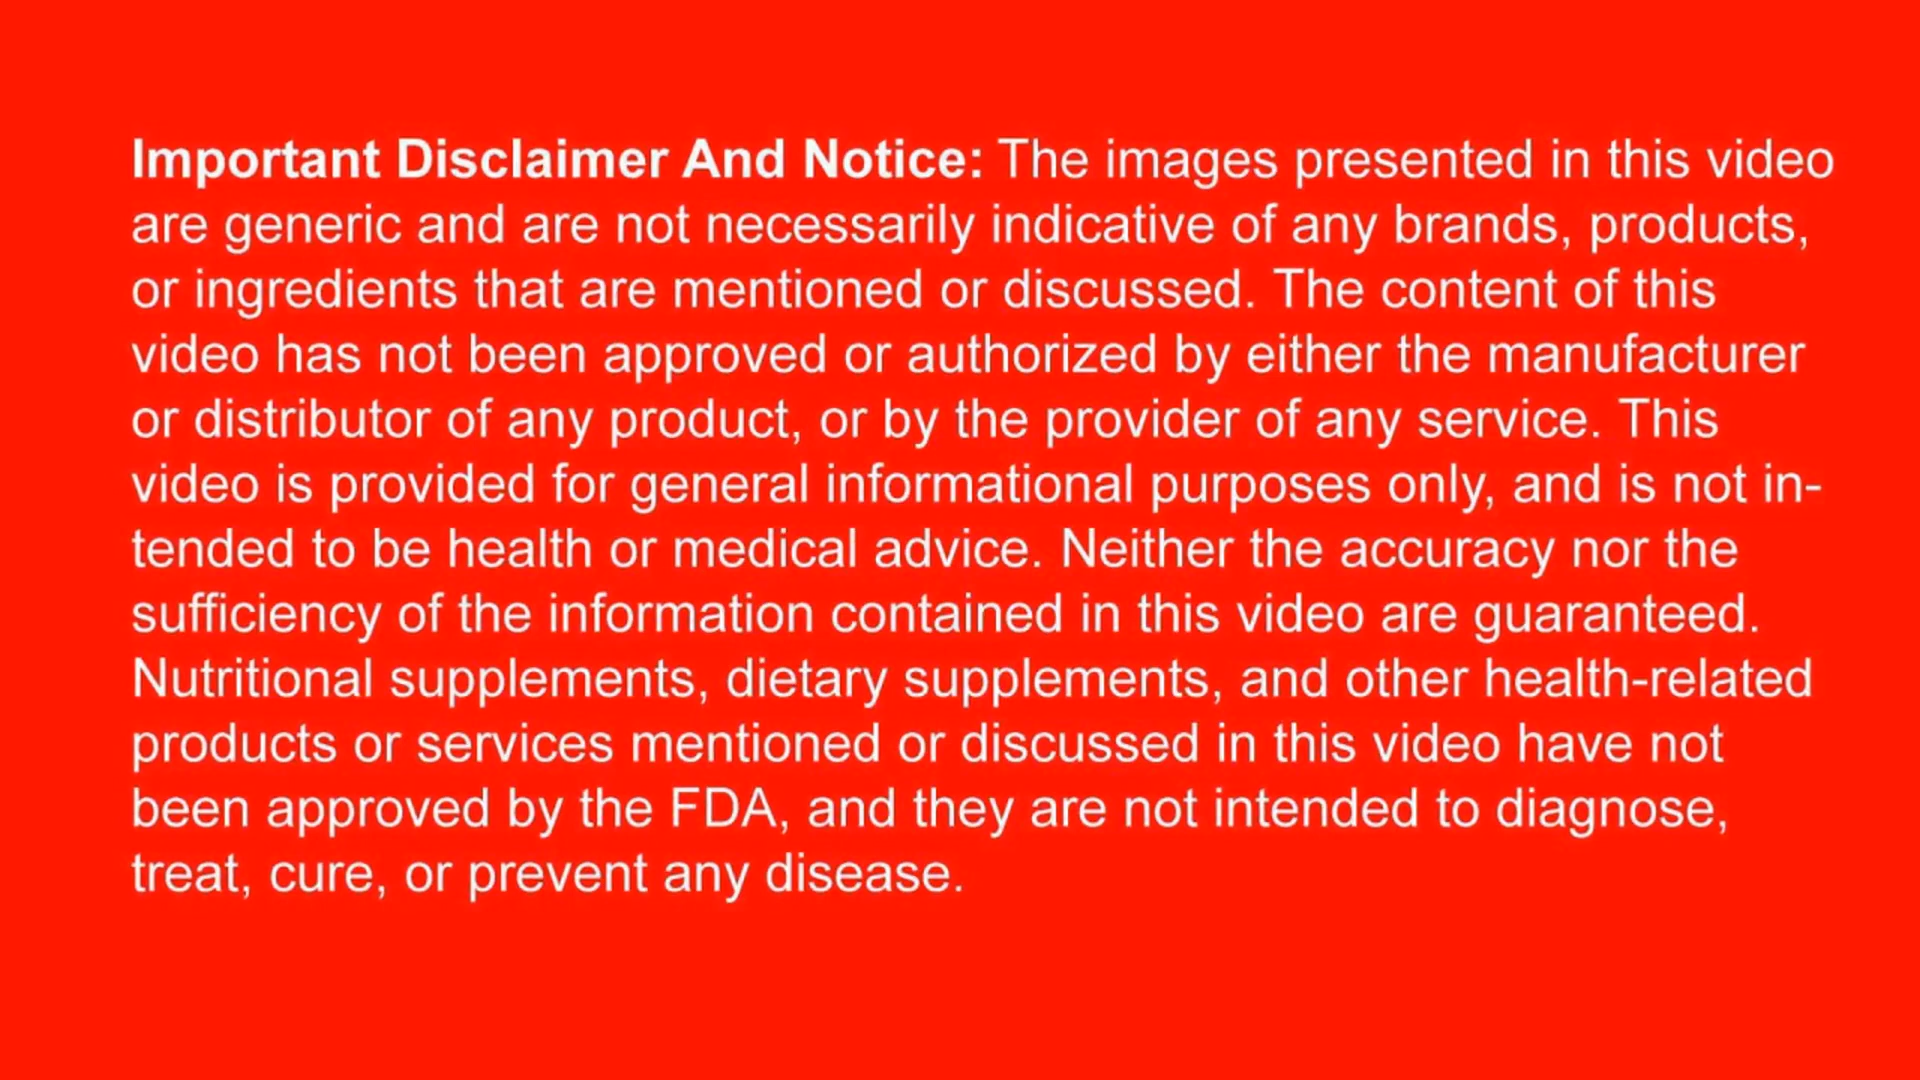 Important Disclaimer And Notice: The images presented in this video
are generic and are not necessarily indicative of any brands, products,
or ingredients that are mentioned or discussed. The content of this
video has not been approved or authorized by either the manufacturer
or distributor of any product, or by the provider of any service. This
video is provided for general informational purposes only, and is not in-
tended to be health or medical advice. Neither the accuracy nor the
sufficiency of the information contained in this video are guaranteed.
Nutritional supplements, dietary supplements, and other health-related
products or services mentioned or discussed in this video have not
been approved by the FDA, and they are not intended to diagnose,
treat, cure, or prevent any disease.